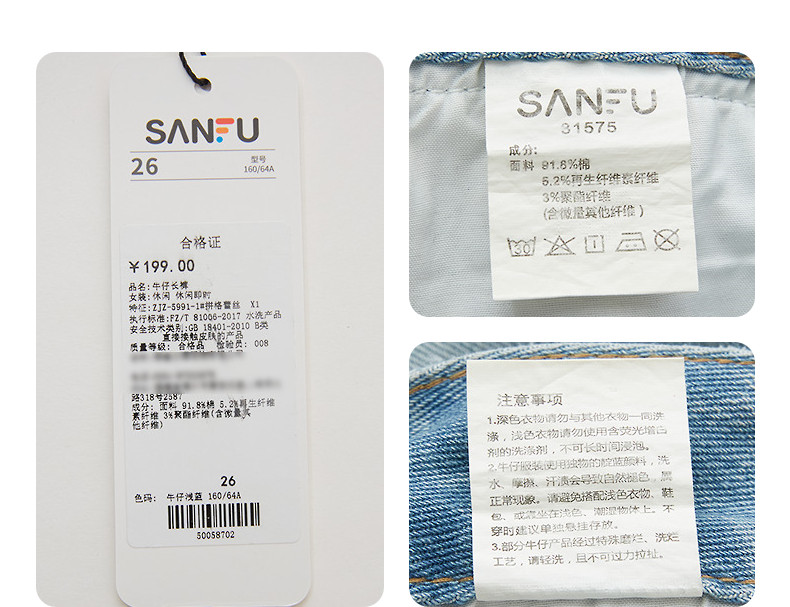 SANFU
26
型号
160/64A
合格证
￥199.00
品名:牛仔长裤
女装:休闲 休闲即时
特征:ZJZ-5991-1#拼格蕾丝 X1
执行标准:FZ/T 81006-2017 水洗产品
安全技术类别:GB 18401-2010 B类
直接接触皮肤的产品
质量等级: 合格品 检验员: 008
路318号2587
成分: 面料 91.8%棉 5.2%再生纤维
素纤维 3%聚酯纤维(含微量其
他纤维)
26
色码: 牛仔浅蓝 160/64A
50058702
SANFU
31575
成分:
面料 91.8%棉
5.2%再生纤维素纤维
3%聚酯纤维
(含微量其他纤维)
30
注意事项
1.深色衣物请勿与其他衣物一同洗
涤，浅色衣物请勿使用含荧光增白
剂的洗涤剂，不可长时间浸泡。
2.牛仔服装使用独物的靛蓝颜料，洗
水、摩擦、汗渍会导致自然褪色，属
正常现象。请避免搭配浅色衣物、鞋
包，或靠坐在浅色、潮湿物体上。不
穿时建议单独悬挂存放。
3.部分牛仔产品经过特殊磨烂、洗烂
工艺，请轻洗，且不可过力拉扯。